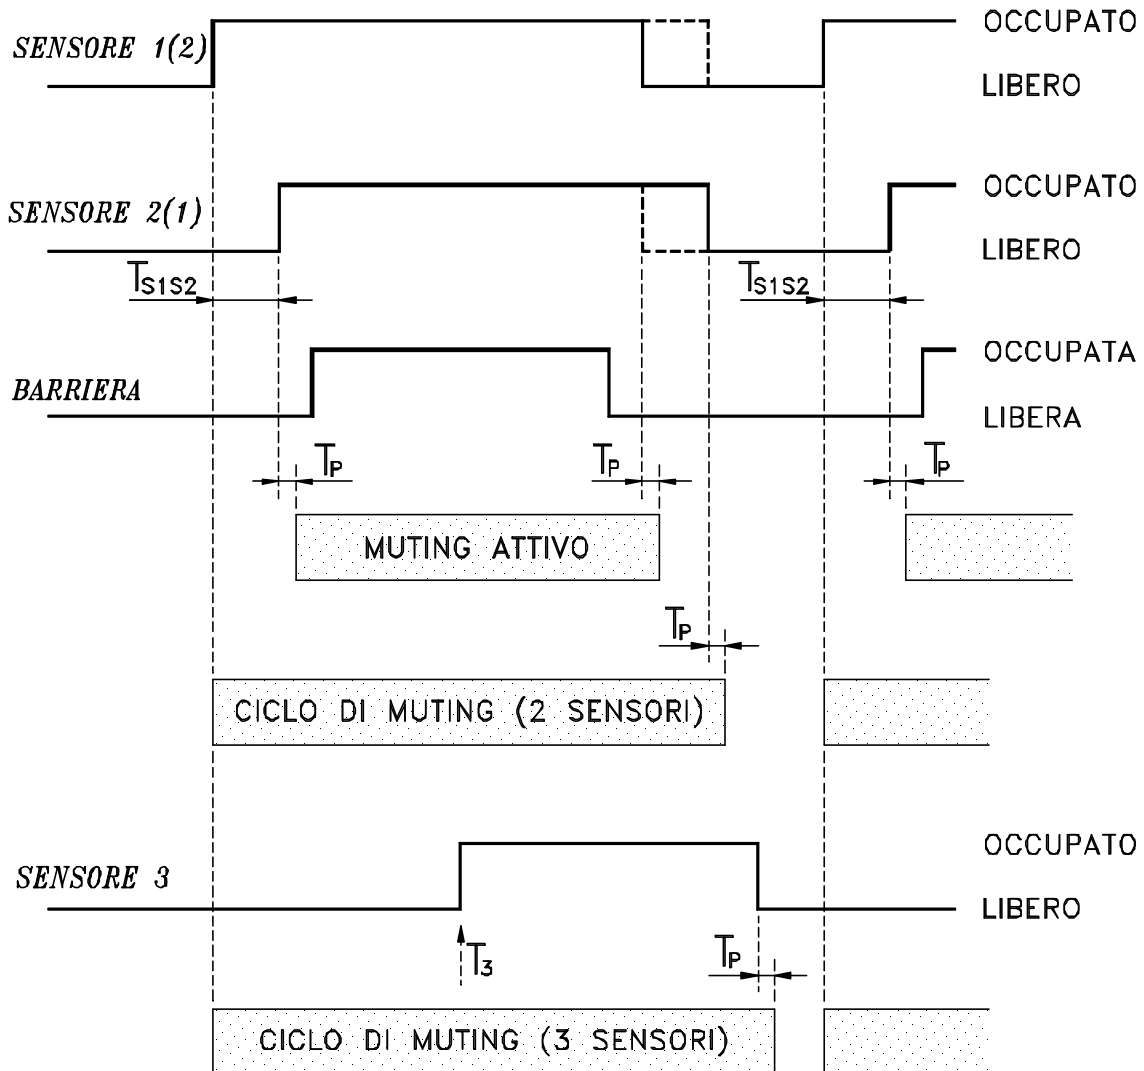 OCCUPATO
SENSORE 1(2)
LIBERO
OCCUPATO
SENSORE 2(1)
LIBERO
TS1S2
TS1S2
OCCUPATA
BARRIERA
LIBERA
TP
TP
TP
MUTING ATTIVO
TP
CICLO DI MUTING (2 SENSORI)
OCCUPATO
SENSORE 3
LIBERO
T3
TP
CICLO DI MUTING (3 SENSORI)